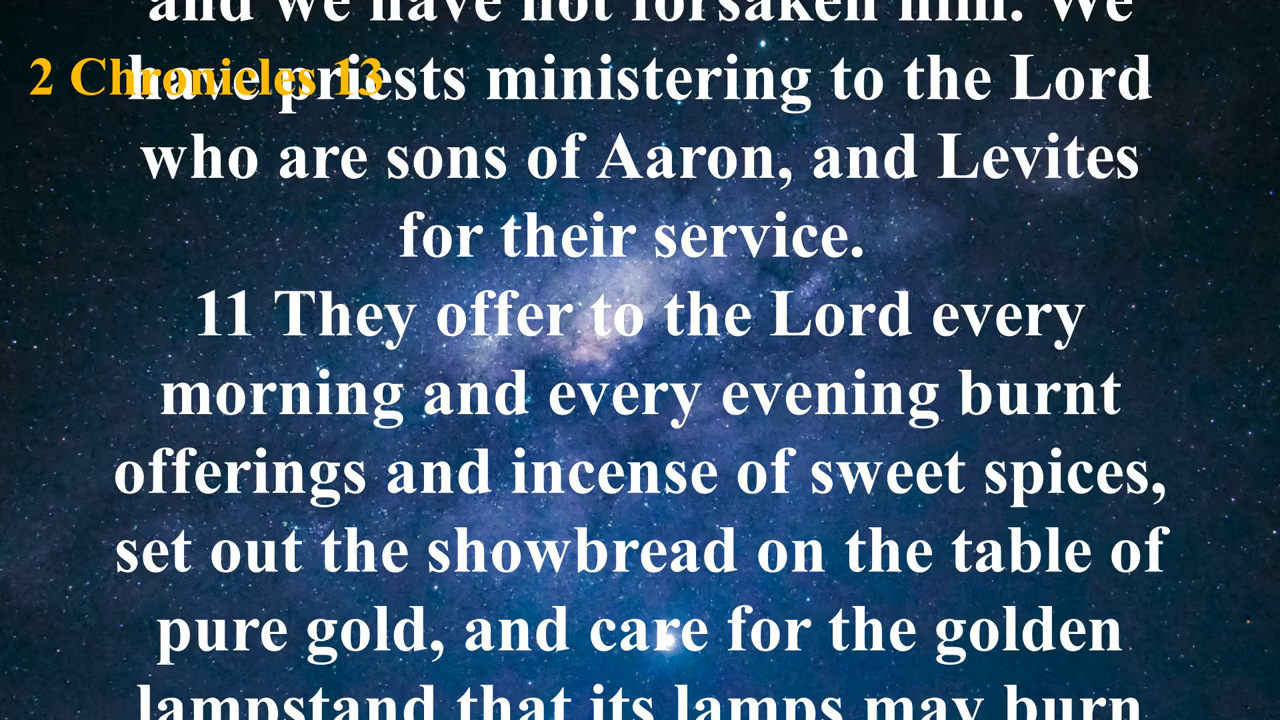 and we have not forsaken him. We
2 Chronicles 13
have priests ministering to the Lord
who are sons of Aaron, and Levites
for their service.
11 They offer to the Lord every
morning and every evening burnt
offerings and incense of sweet spices,
set out the showbread on the table of
pure gold, and care for the golden
lampstand that its lamps may burn